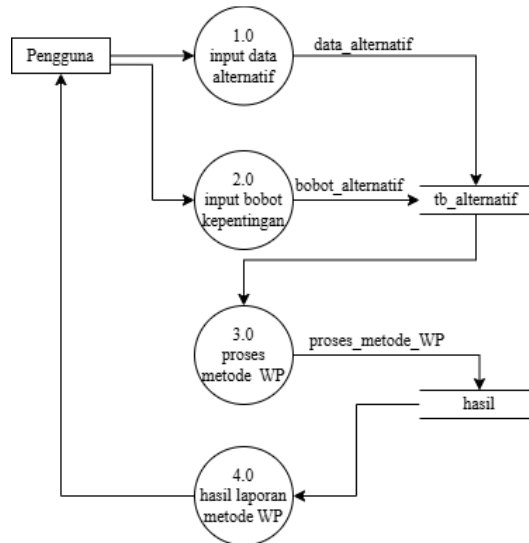 Pengguna
1.0
input data
alternatif
data_alternatif
2.0
input bobot
kepentingan
bobot_alternatif
tb_alternatif
3.0
proses
metode WP
proses_metode_WP
hasil
4.0
hasil laporan
metode WP